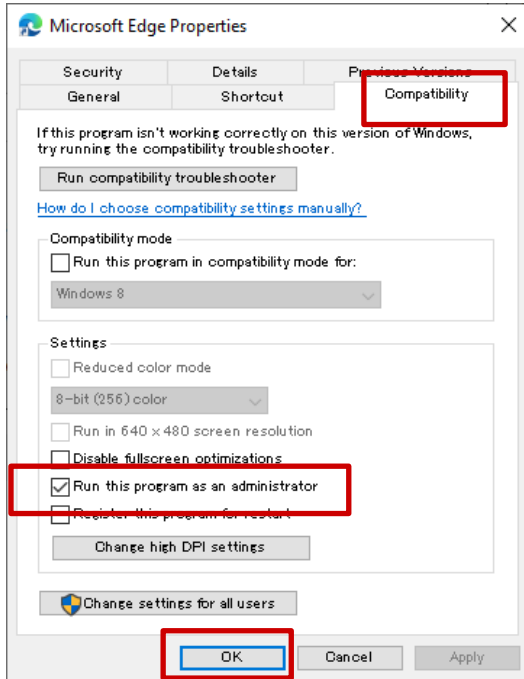 Microsoft Edge Properties
Security Details Previous Versions
General Shortcut Compatibility
If this program isn't working correctly on this version of Windows,
try running the compatibility troubleshooter.
Run compatibility troubleshooter
How do I choose compatibility settings manually?
Compatibility mode
Run this program in compatibility mode for:
Windows 8
Settings
Reduced color mode
8-bit (256) color
Run in 640 × 480 screen resolution
Disable fullscreen optimizations
Run this program as an administrator
Register this program for restart
Change high DPI settings
Change settings for all users
OK Cancel Apply